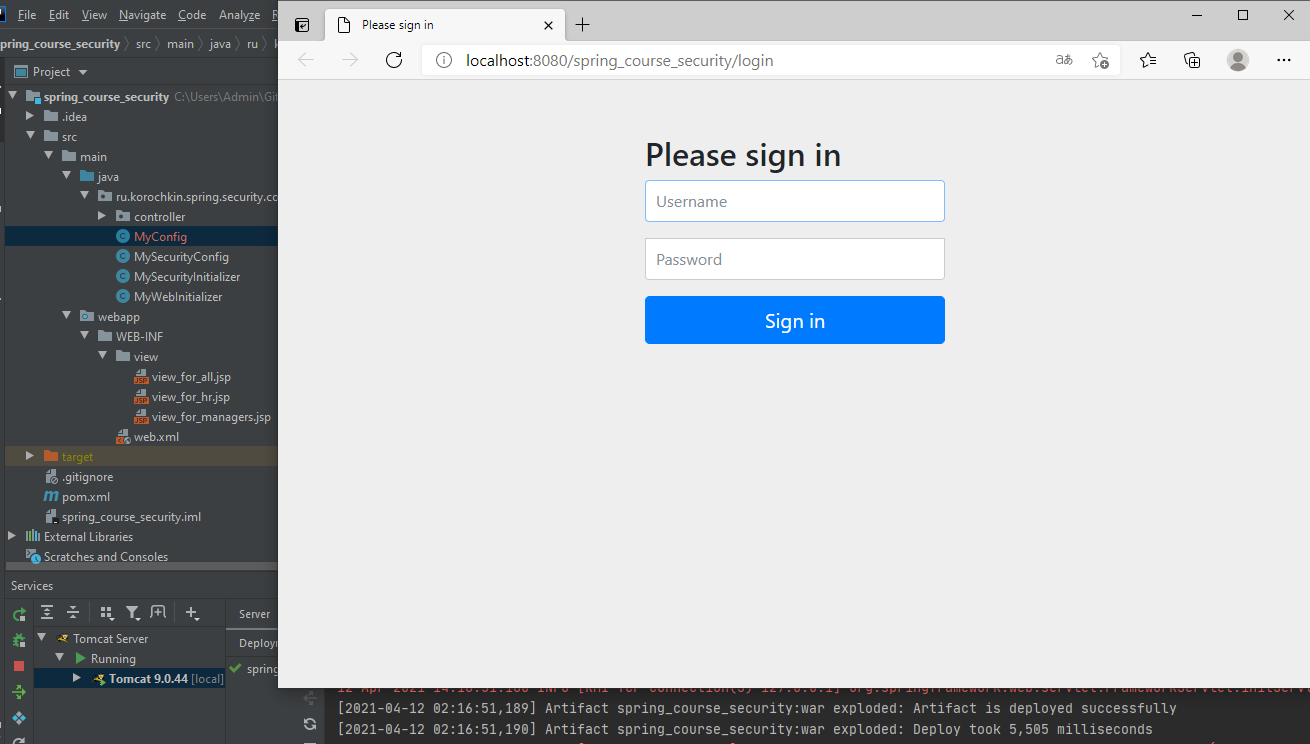 File Edit View Navigate Code Analyze
Please sign in
pring_course_security src main java ru
localhost:8080/spring_course_security/login
Project
spring_course_security C:\Users\Admin\Git
.idea
src
main
java
ru.korochkin.spring.security.co
controller
MyConfig
MySecurityConfig
MySecurityInitializer
MyWebInitializer
webapp
WEB-INF
view
view_for_all.jsp
view_for_hr.jsp
view_for_managers.jsp
web.xml
target
.gitignore
pom.xml
spring_course_security.iml
External Libraries
Scratches and Consoles
Please sign in
Username
Password
Sign in
Services
Server
Tomcat Server
Deploy
Running
spring
Tomcat 9.0.44 [local]
[2021-04-12 02:16:51,189] Artifact spring_course_security:war exploded: Artifact is deployed successfully
[2021-04-12 02:16:51,190] Artifact spring_course_security:war exploded: Deploy took 5,505 milliseconds